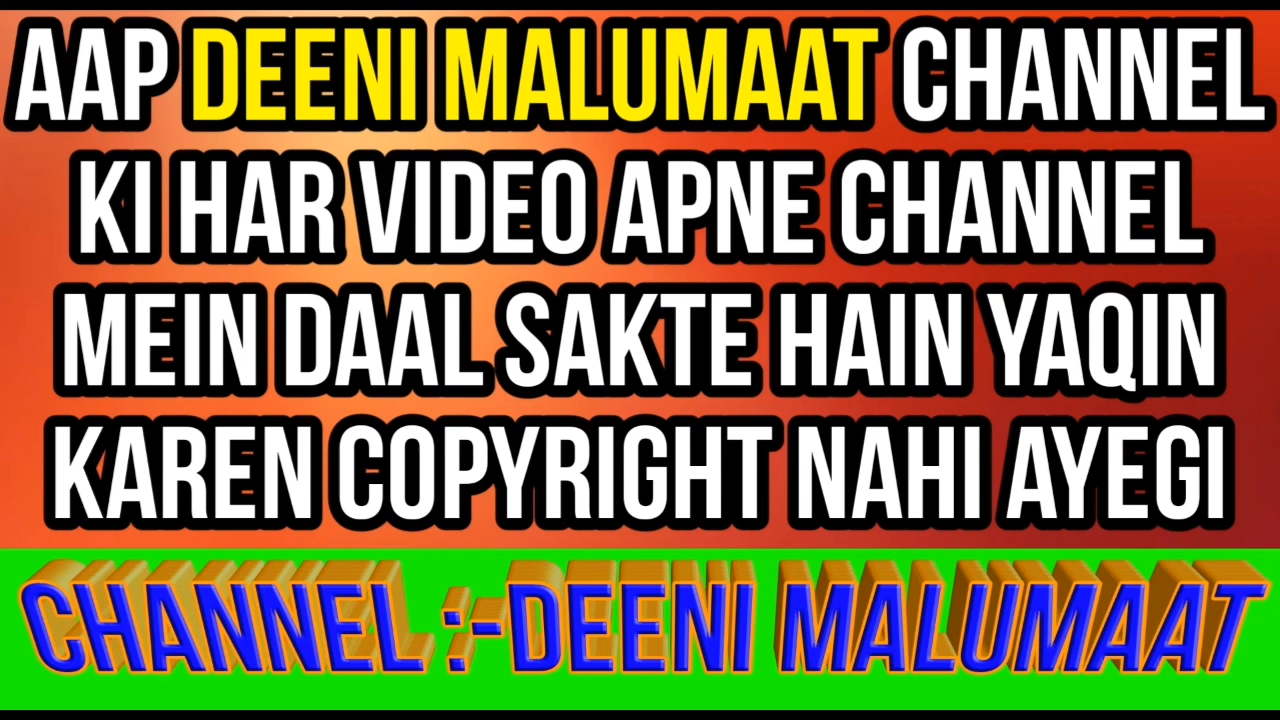 AAP DEENI MALUMAAT CHANNEL
KI HAR VIDEO APNE CHANNEL
MEIN DAAL SAKTE HAIN YAQIN
KAREN COPYRIGHT NAHI AYEGI
CHANNEL :-DEENI MALUMAAT